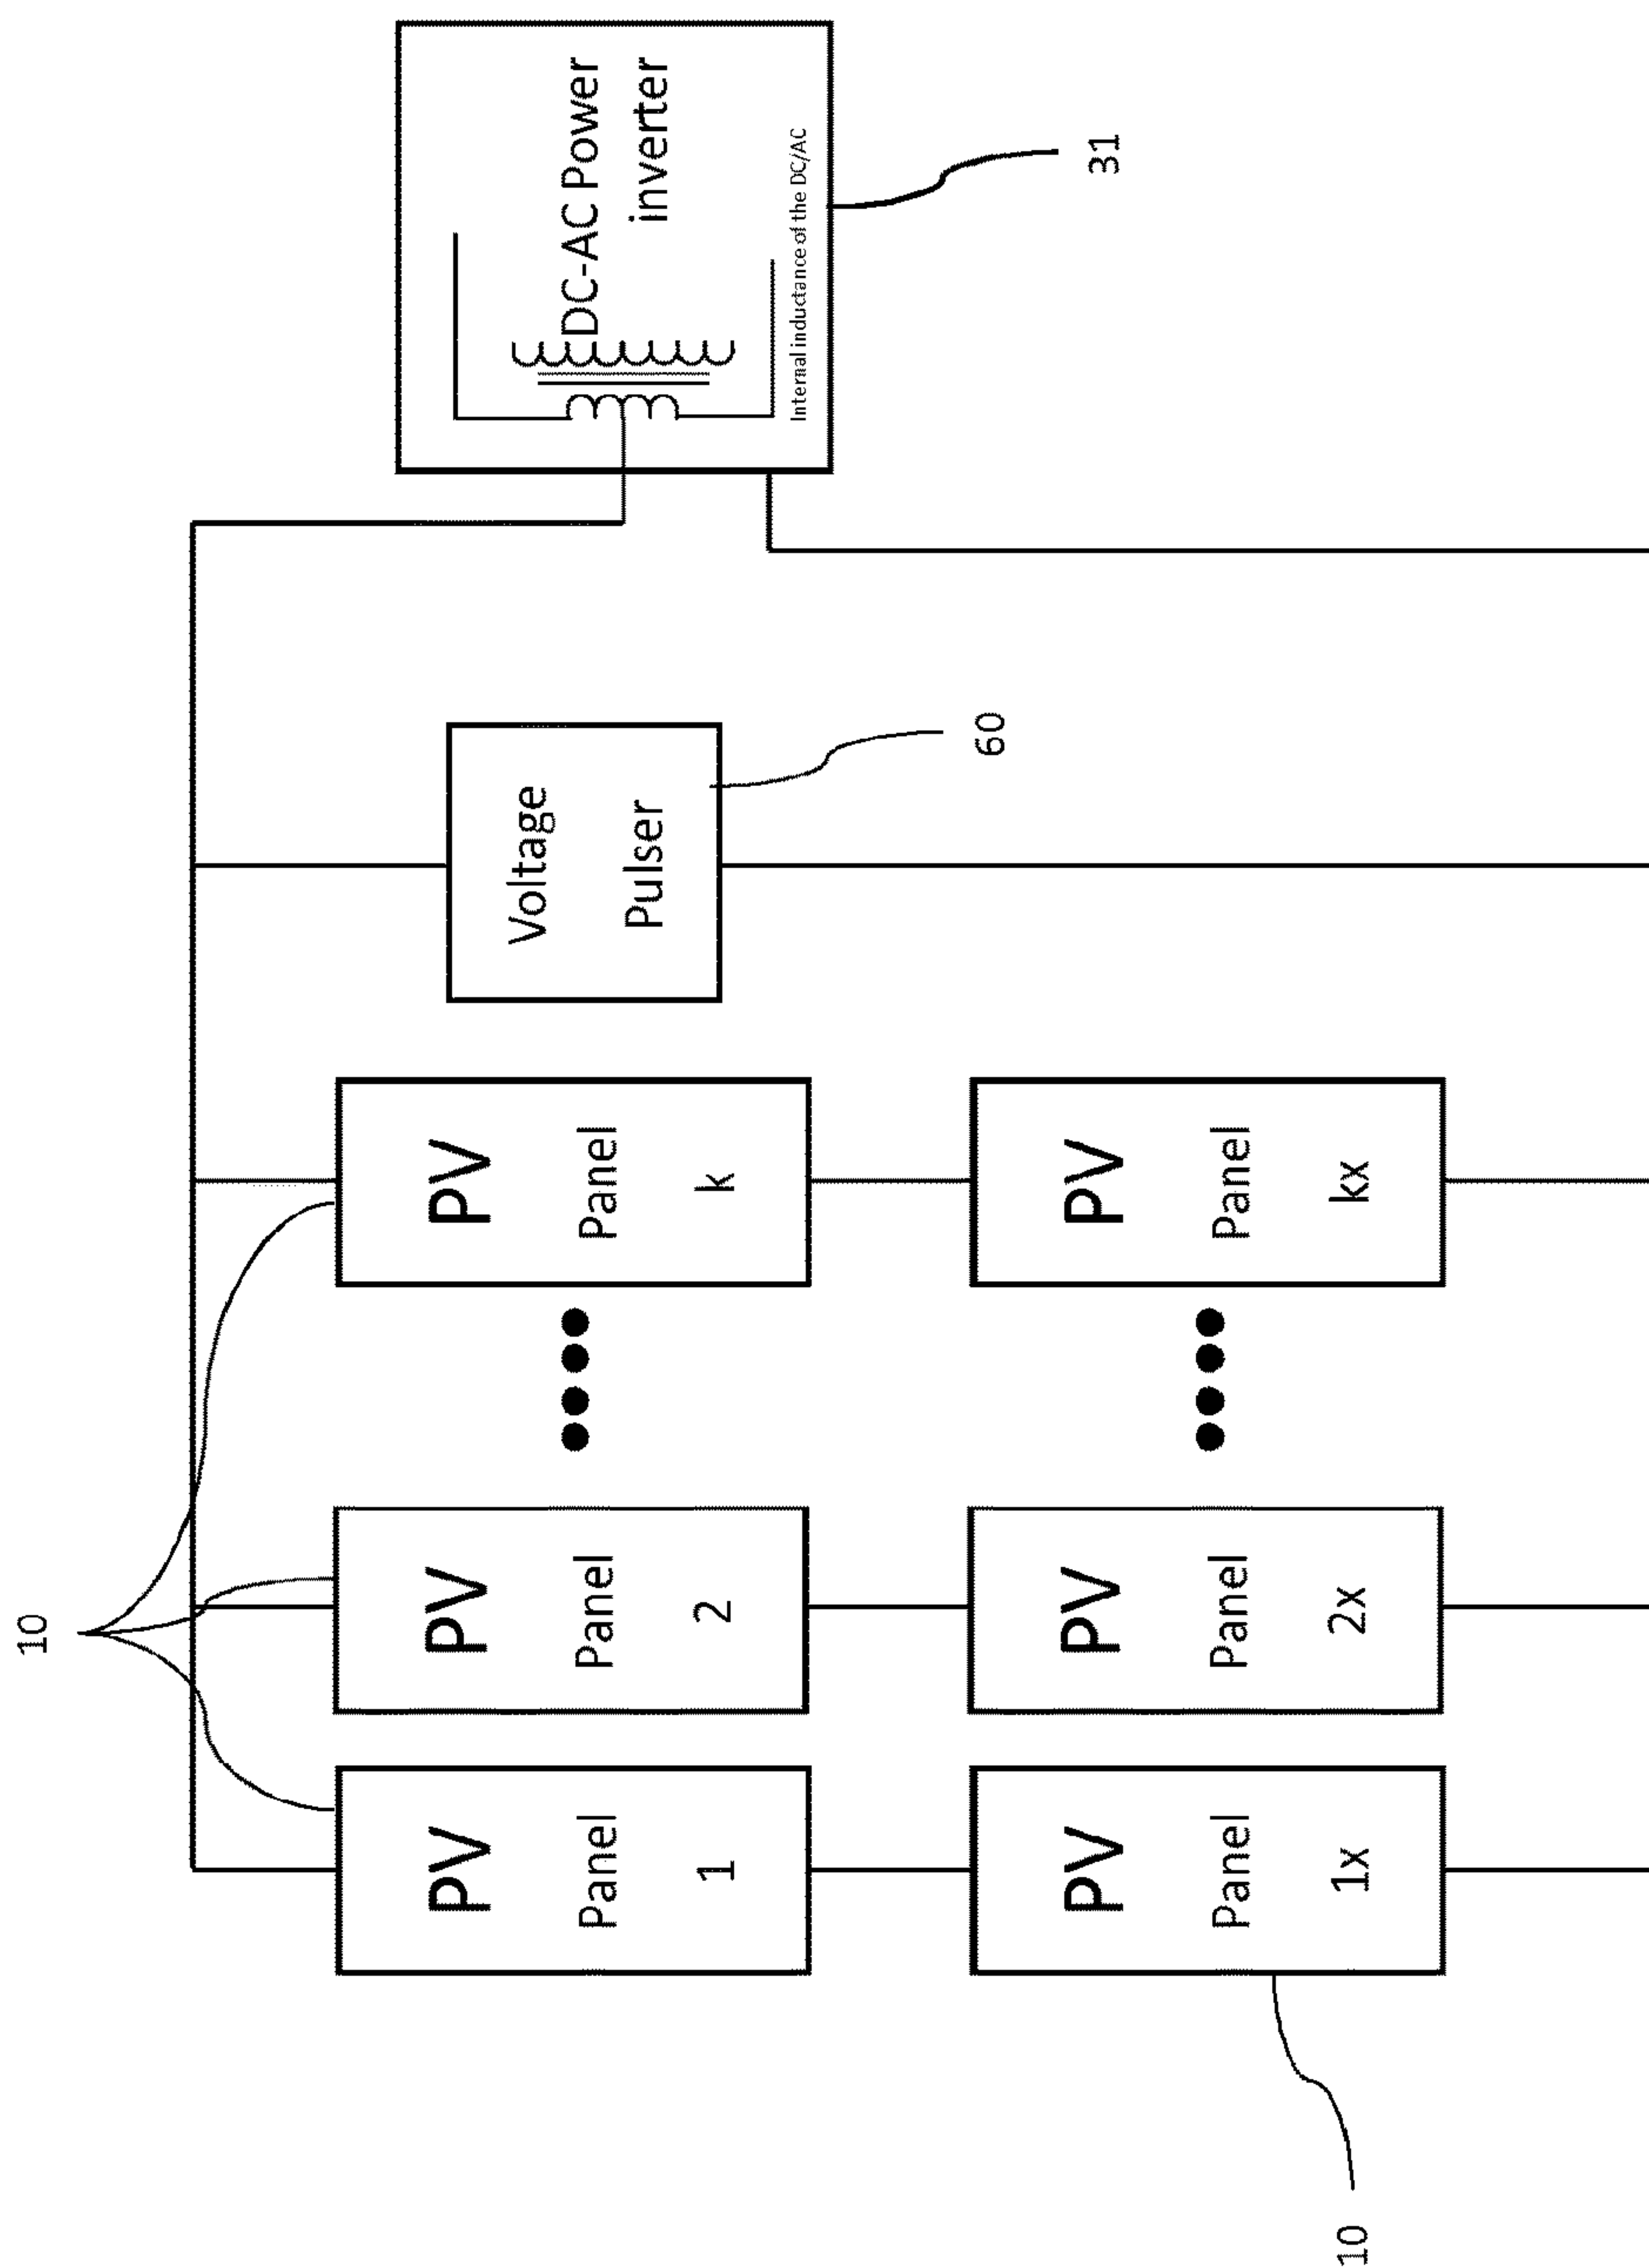 10
PV
Panel
1
PV
Panel
2
PV
Panel
k
Voltage
Pulser
60
DC-AC Power
inverter
Internal inductance of the DC/AC
31
PV
Panel
1x
PV
Panel
2x
PV
Panel
kx
10